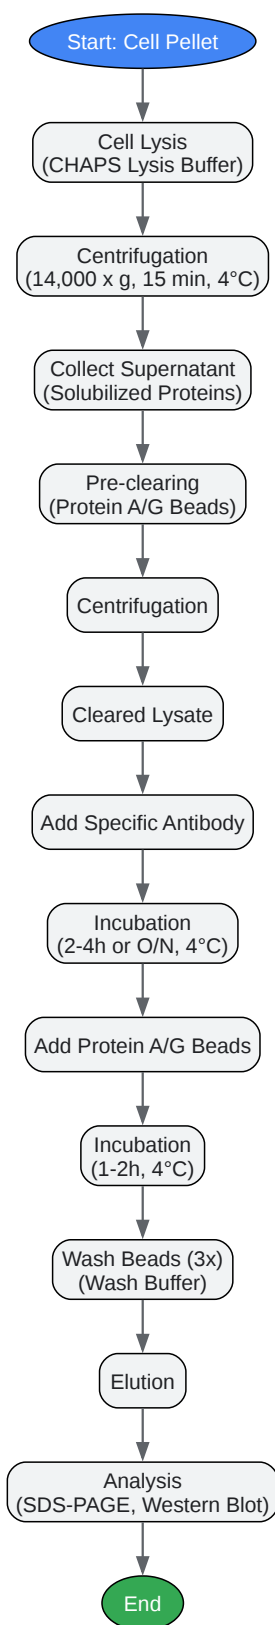 Start: Cell Pellet
Cell Lysis
(CHAPS Lysis Buffer)
Centrifugation
(14,000 x g, 15 min, 4°C)
Collect Supernatant
(Solubilized Proteins)
Pre-clearing
(Protein A/G Beads)
Centrifugation
Cleared Lysate
Add Specific Antibody
Incubation
(2-4h or O/N, 4°C)
Add Protein A/G Beads
Incubation
(1-2h, 4°C)
Wash Beads (3x)
(Wash Buffer)
Elution
Analysis
(SDS-PAGE, Western Blot)
End